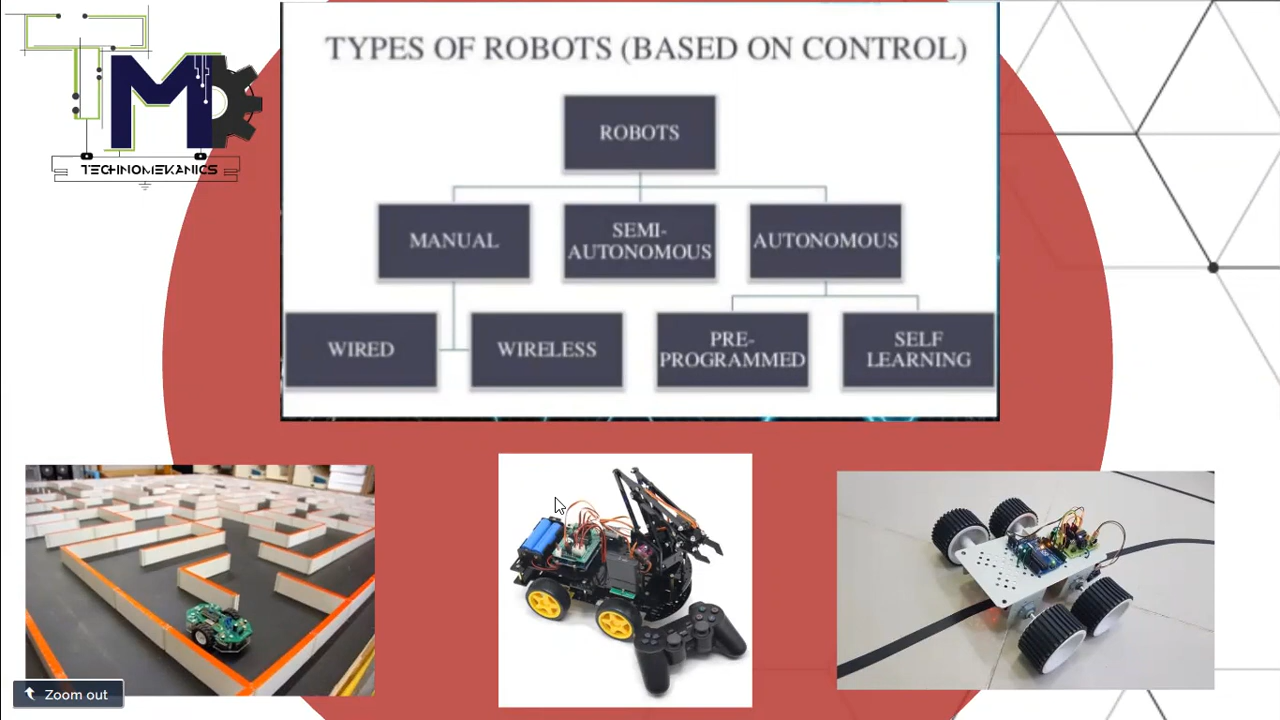 TECHNOMEKANICS
TYPES OF ROBOTS (BASED ON CONTROL)
ROBOTS
MANUAL
SEMI-
AUTONOMOUS
AUTONOMOUS
WIRED
WIRELESS
PRE-
PROGRAMMED
SELF
LEARNING
Zoom out